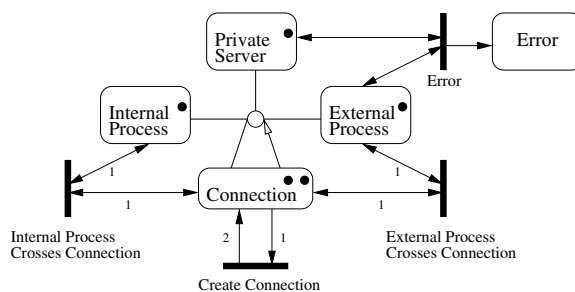 Private
Server
Error
Error
Internal
Process
External
Process
1
1
Connection
1
1
Internal Process
Crosses Connection
2
1
External Process
Crosses Connection
Create Connection